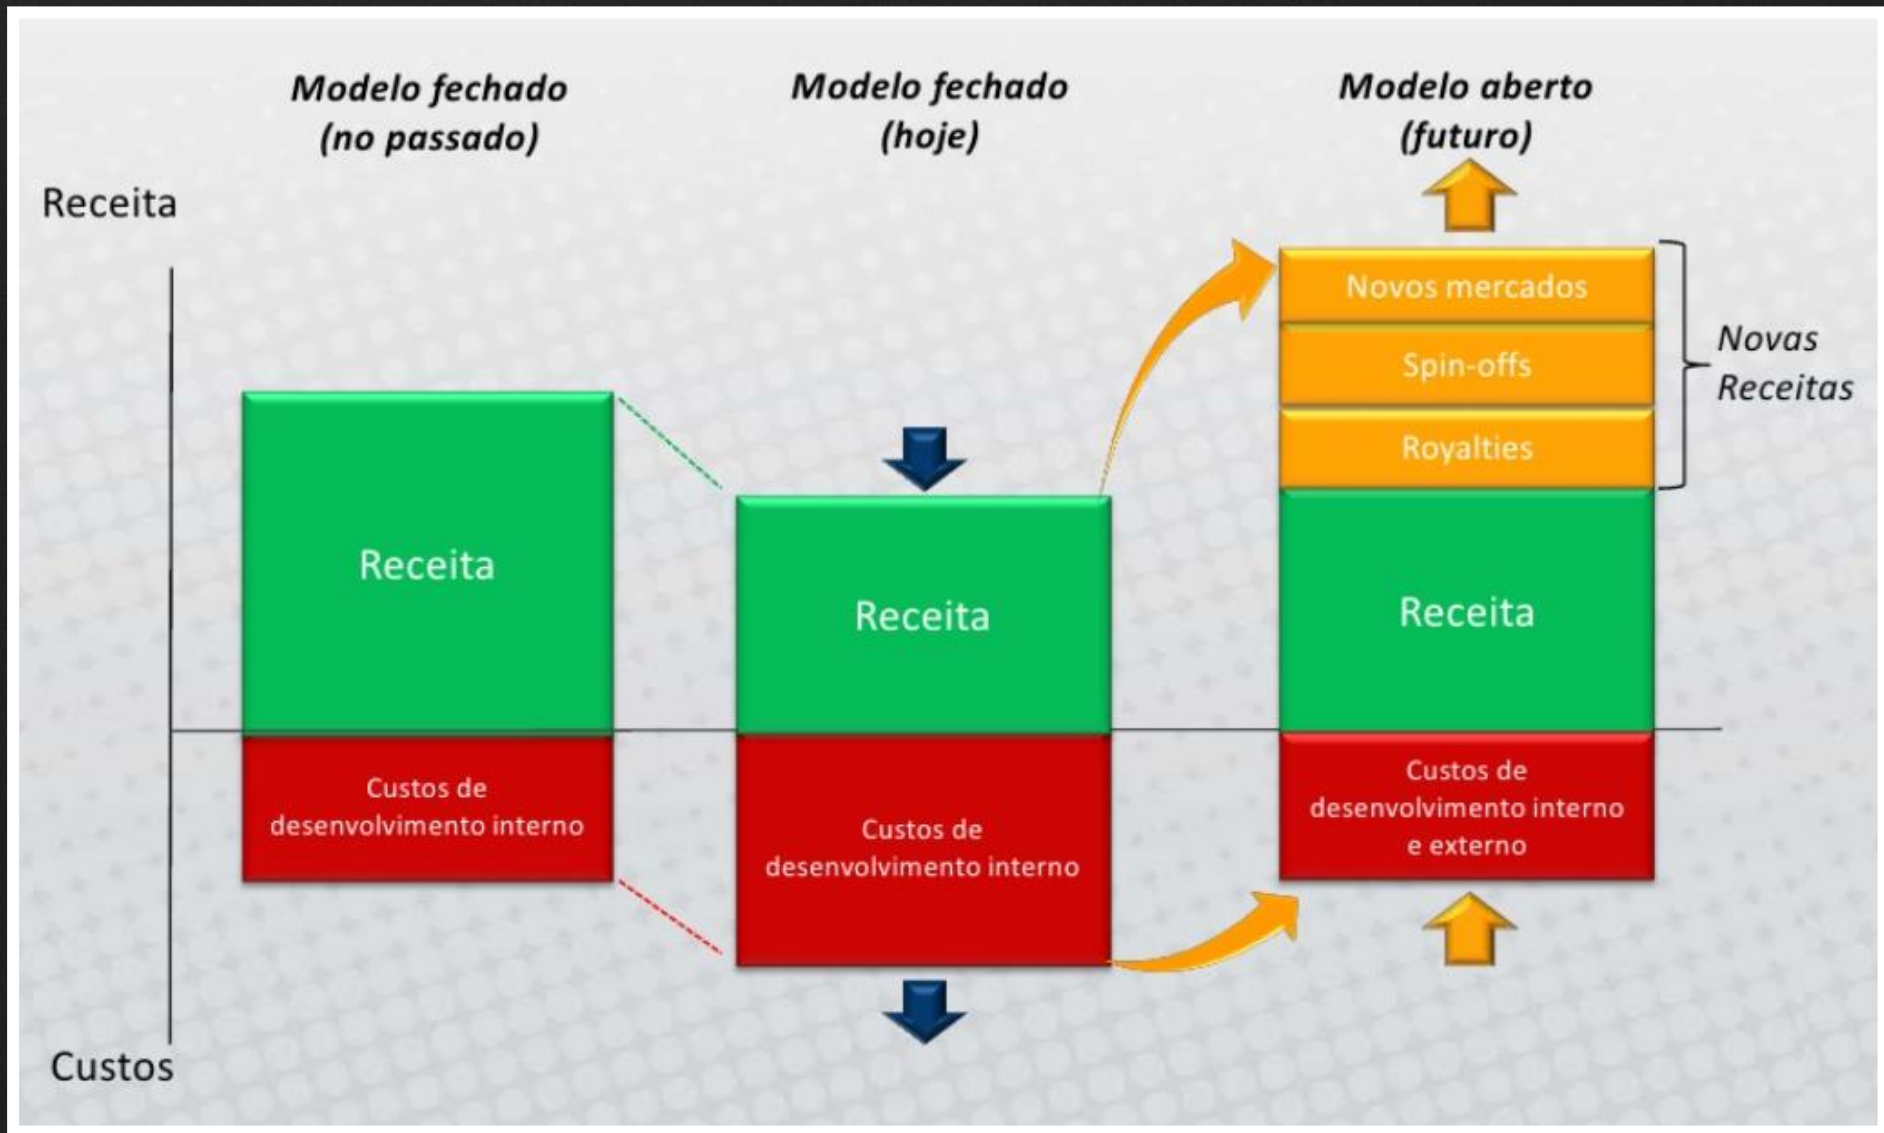 Modelo fechado
(no passado)
Modelo fechado
(hoje)
Modelo aberto
(futuro)
Receita
Novos mercados
Spin-offs
Royalties
Novas
Receitas
Receita
Receita
Receita
Custos de
desenvolvimento interno
Custos de
desenvolvimento interno
Custos de
desenvolvimento interno
e externo
Custos